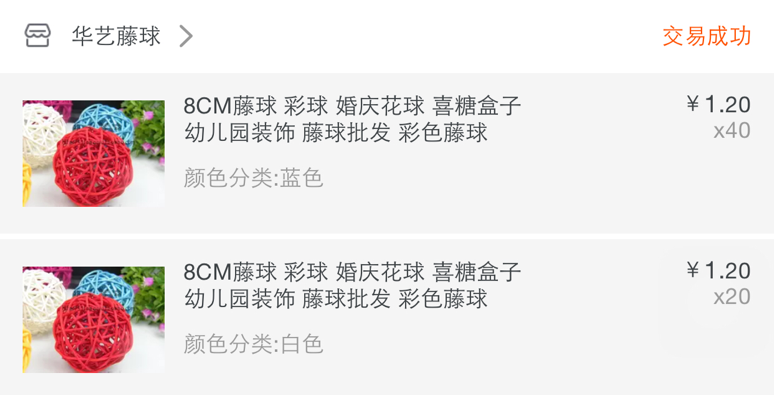 华艺藤球
交易成功
8CM藤球 彩球 婚庆花球 喜糖盒子
¥1.20
幼儿园装饰 藤球批发 彩色藤球
x40
颜色分类:蓝色
8CM藤球 彩球 婚庆花球 喜糖盒子
¥1.20
幼儿园装饰 藤球批发 彩色藤球
x20
颜色分类:白色